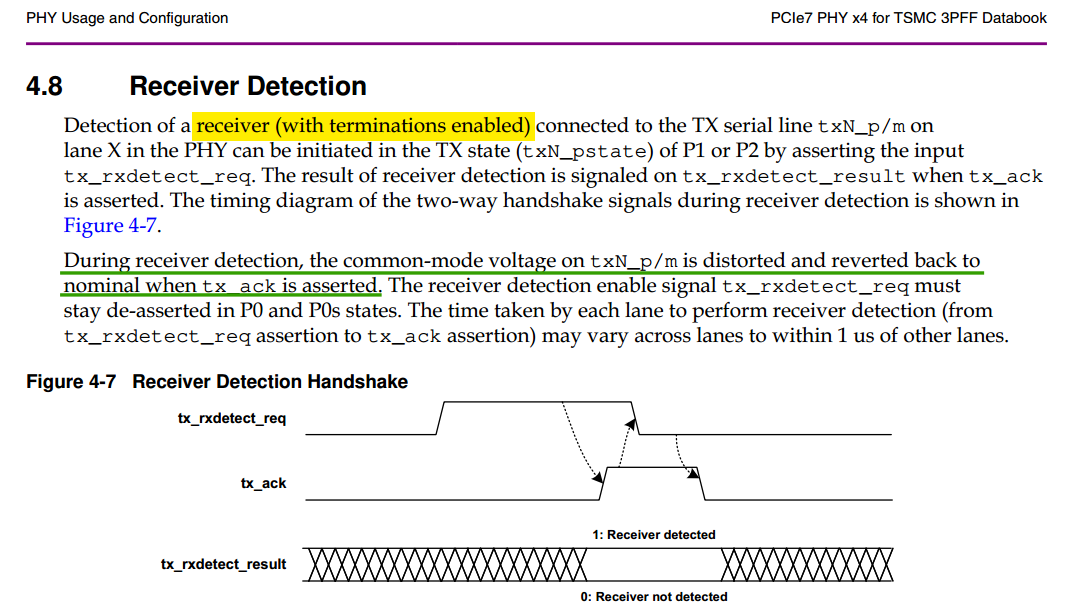 PHY Usage and Configuration
PCIe7 PHY x4 for TSMC 3PFF Databook
4.8 Receiver Detection
Detection of a receiver (with terminations enabled) connected to the TX serial line txN_p/m on
lane X in the PHY can be initiated in the TX state (txN_pstate) of P1 or P2 by asserting the input
tx_rxdetect_req. The result of receiver detection is signaled on tx_rxdetect_result when tx_ack
is asserted. The timing diagram of the two-way handshake signals during receiver detection is shown in
Figure 4-7.
During receiver detection, the common-mode voltage on txN_p/m is distorted and reverted back to
nominal when tx_ack is asserted. The receiver detection enable signal tx_rxdetect_req must
stay de-asserted in P0 and P0s states. The time taken by each lane to perform receiver detection (from
tx_rxdetect_req assertion to tx_ack assertion) may vary across lanes to within 1 us of other lanes.
Figure 4-7 Receiver Detection Handshake
tx_rxdetect_req
tx_ack
1: Receiver detected
tx_rxdetect_result
0: Receiver not detected